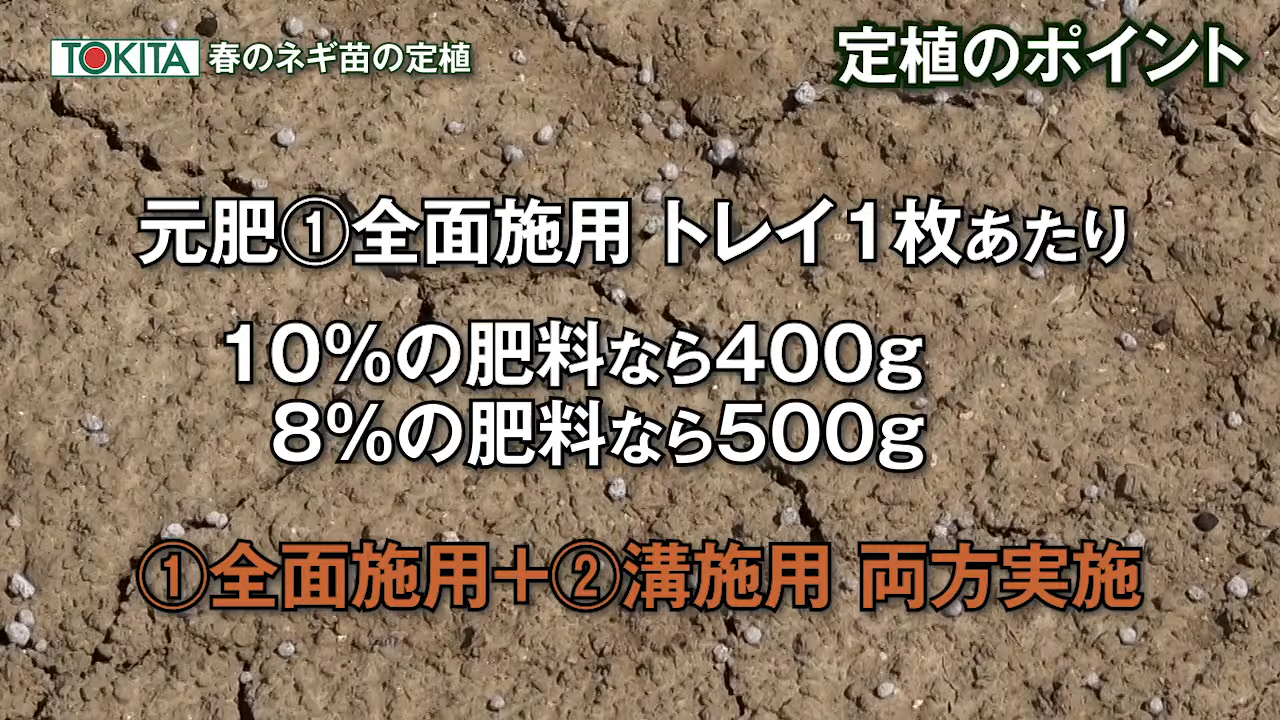 TOKITA 春のネギ苗の定植
定植のポイント
元肥①全面施用 トレイ1枚あたり
10%の肥料なら400g
8%の肥料なら500g
①全面施用+②溝施用 両方実施